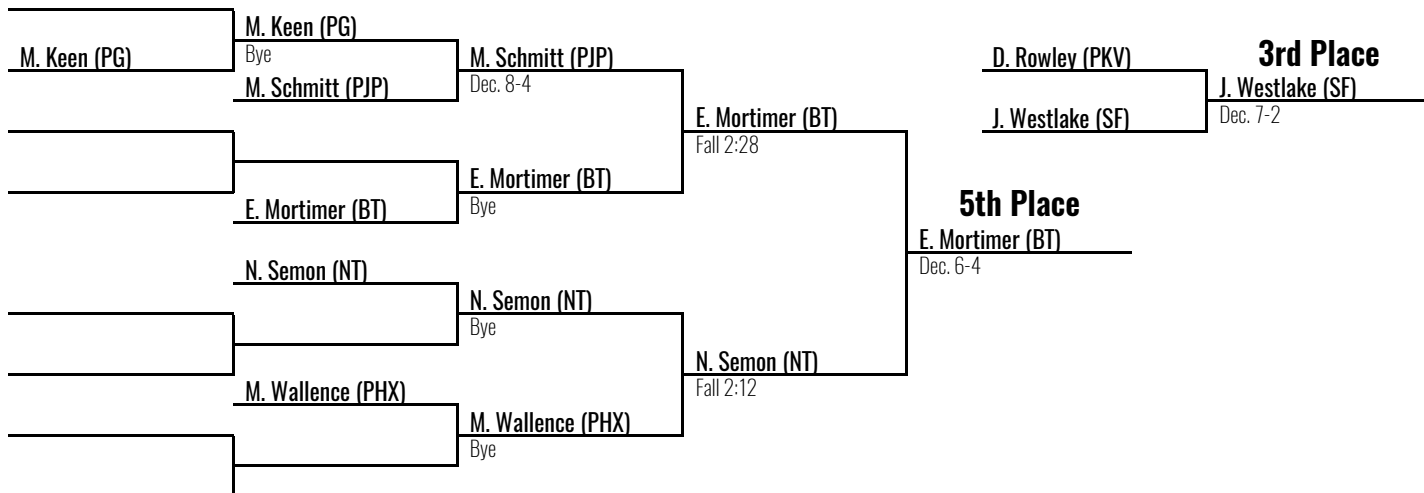 M. Keen (PG)
M. Keen (PG)
Bye
M. Schmitt (PJP)
M. Schmitt (PJP)
Dec. 8-4
E. Mortimer (BT)
E. Mortimer (BT)
Bye
E. Mortimer (BT)
Fall 2:28
N. Semon (NT)
N. Semon (NT)
Bye
M. Wallence (PHX)
M. Wallence (PHX)
Bye
N. Semon (NT)
Fall 2:12
5th Place
E. Mortimer (BT)
Dec. 6-4
D. Rowley (PKV)
J. Westlake (SF)
3rd Place
J. Westlake (SF)
Dec. 7-2